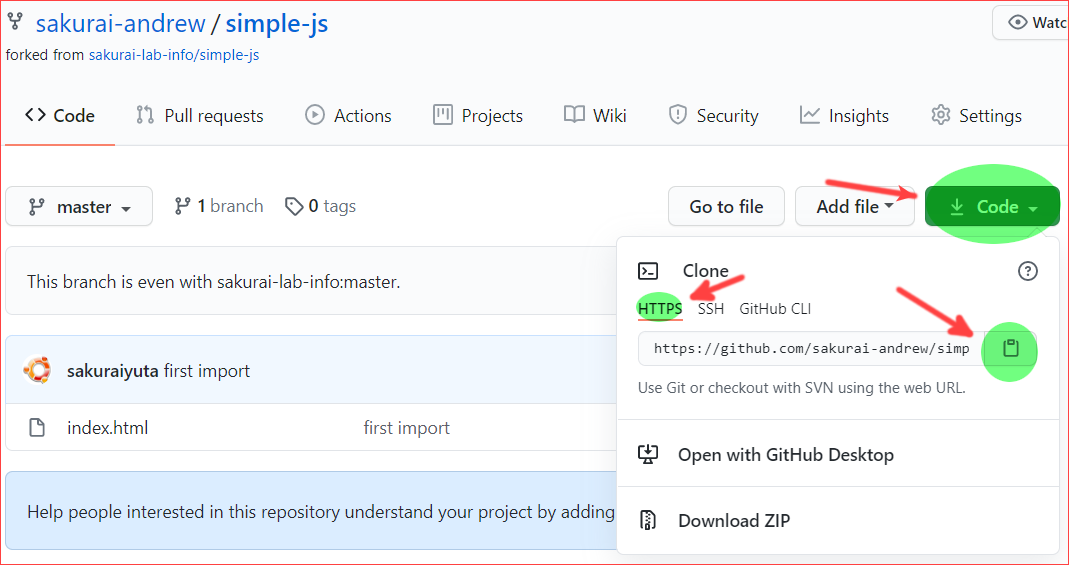 sakurai-andrew / simple-js
Watc
forked from sakurai-lab-info/simple-js
Code Pull requests Actions Projects Wiki Security Insights Settings
master 1 branch 0 tags Go to file Add file Code
This branch is even with sakurai-lab-info:master.
sakuraiyuta first import
index.html first import
Help people interested in this repository understand your project by adding
Clone
HTTPS SSH GitHub CLI
https://github.com/sakurai-andrew/simp
Use Git or checkout with SVN using the web URL.
Open with GitHub Desktop
Download ZIP